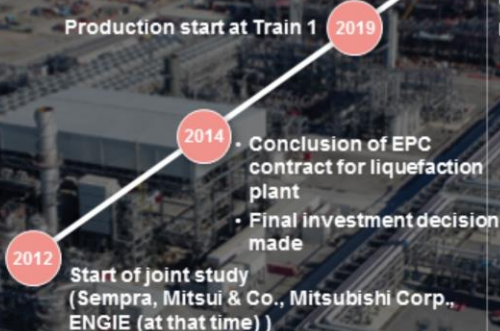 Production start at Train 1
2019
2014
• Conclusion of EPC
contract for liquefaction
plant
• Final investment decision
made
2012
Start of joint study
(Sempra, Mitsui & Co., Mitsubishi Corp.,
ENGIE (at that time) )